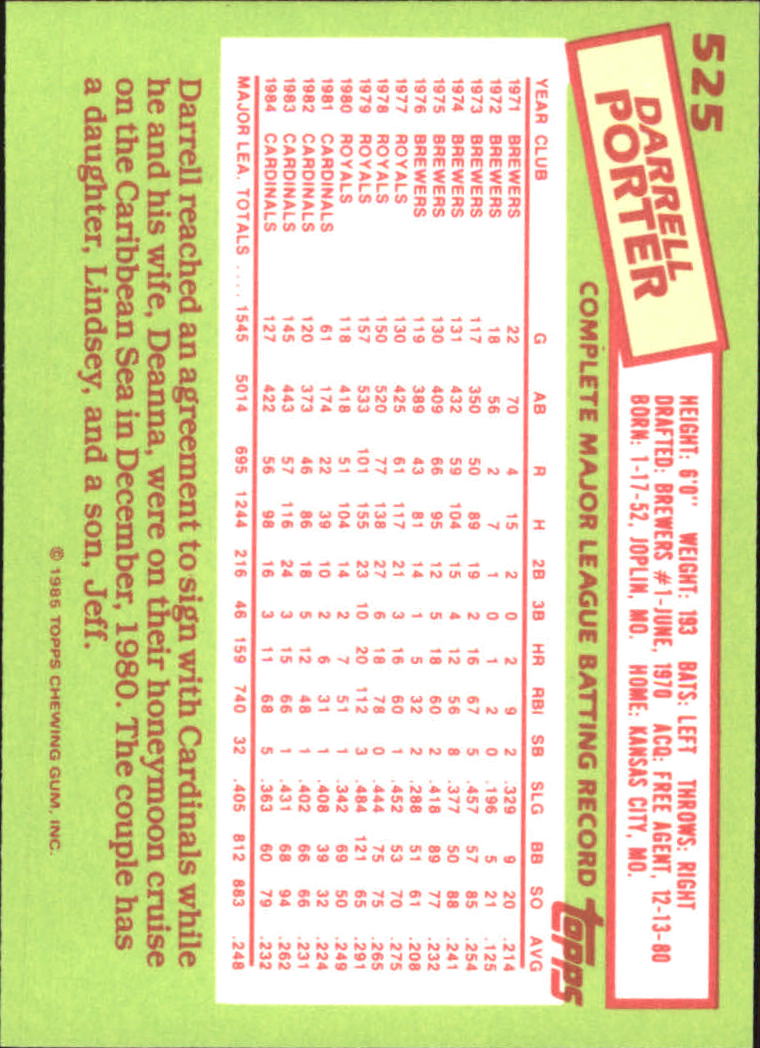 525
DARRELL
PORTER
HEIGHT: 6'0" WEIGHT: 193 BATS: LEFT THROWS: RIGHT
DRAFTED: BREWERS #1-JUNE, 1970 ACQ: FREE AGENT, 12-13-80
BORN: 1-17-52, JOPLIN, MO. HOME: KANSAS CITY, MO.
COMPLETE MAJOR LEAGUE BATTING RECORD topps
YEAR CLUB G AB R H 2B 3B HR RBI SB SLG BB SO AVG
1971 BREWERS 22 70 4 15 2 0 2 9 2 .329 9 20 .214
1972 BREWERS 18 56 2 7 1 0 1 2 0 .196 5 21 .125
1973 BREWERS 117 350 50 89 19 2 16 67 5 .457 57 85 .254
1974 BREWERS 131 432 59 104 15 4 12 56 8 .377 50 88 .241
1975 BREWERS 130 409 66 95 12 5 18 60 2 .418 89 77 .232
1976 BREWERS 119 389 43 81 14 1 5 32 2 .288 51 61 .208
1977 ROYALS 130 425 61 117 21 3 16 60 1 .452 53 70 .275
1978 ROYALS 150 520 77 138 27 6 18 78 0 .444 75 75 .265
1979 ROYALS 157 533 101 155 23 10 20 112 3 .484 121 65 .291
1980 ROYALS 118 418 51 104 14 2 7 51 1 .342 69 50 .249
1981 CARDINALS 61 174 22 39 10 2 6 31 1 .408 39 32 .224
1982 CARDINALS 120 373 46 86 18 5 12 48 1 .402 66 66 .231
1983 CARDINALS 145 443 57 116 24 3 15 66 1 .431 68 94 .262
1984 CARDINALS 127 422 56 98 16 3 11 68 5 .363 60 79 .232
MAJOR LEA. TOTALS .... 1545 5014 695 1244 216 46 159 740 32 .405 812 883 .248
Darrell reached an agreement to sign with Cardinals while
he and his wife, Deanna, were on their honeymoon cruise
on the Caribbean Sea in December, 1980. The couple has
a daughter, Lindsey, and a son, Jeff.
© 1985 TOPPS CHEWING GUM, INC.